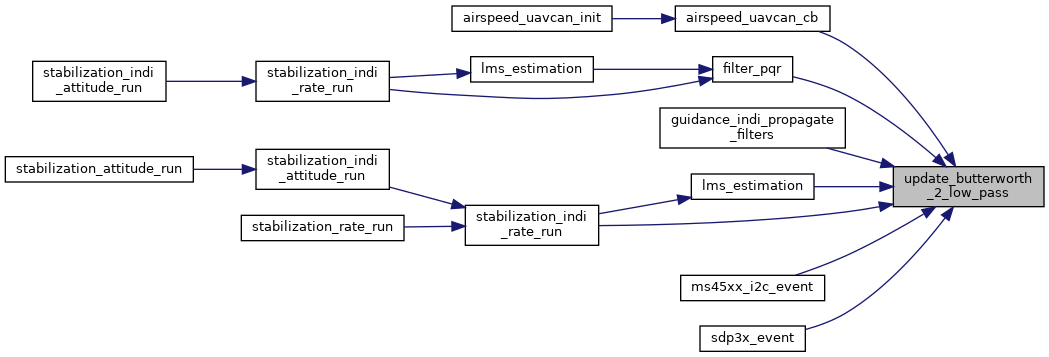 airspeed_uavcan_init
airspeed_uavcan_cb
stabilization_indi
_attitude_run
stabilization_indi
_rate_run
lms_estimation
filter_pqr
guidance_indi_propagate
_filters
stabilization_attitude_run
stabilization_indi
_attitude_run
update_butterworth
_2_low_pass
lms_estimation
stabilization_rate_run
stabilization_indi
_rate_run
ms45xx_i2c_event
sdp3x_event